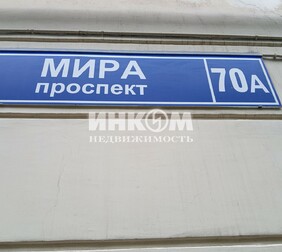 МИРА
проспект
70А
ИНКОМ
НЕДВИЖИМОСТЬ